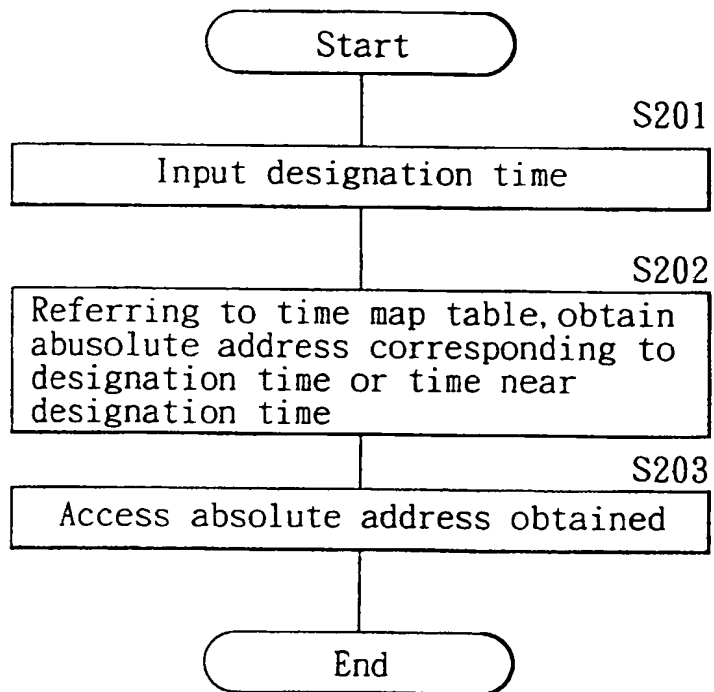 Start
S201
Input designation time
S202
Referring to time map table, obtain
abusolute address corresponding to
designation time or time near
designation time
S203
Access absolute address obtained
End